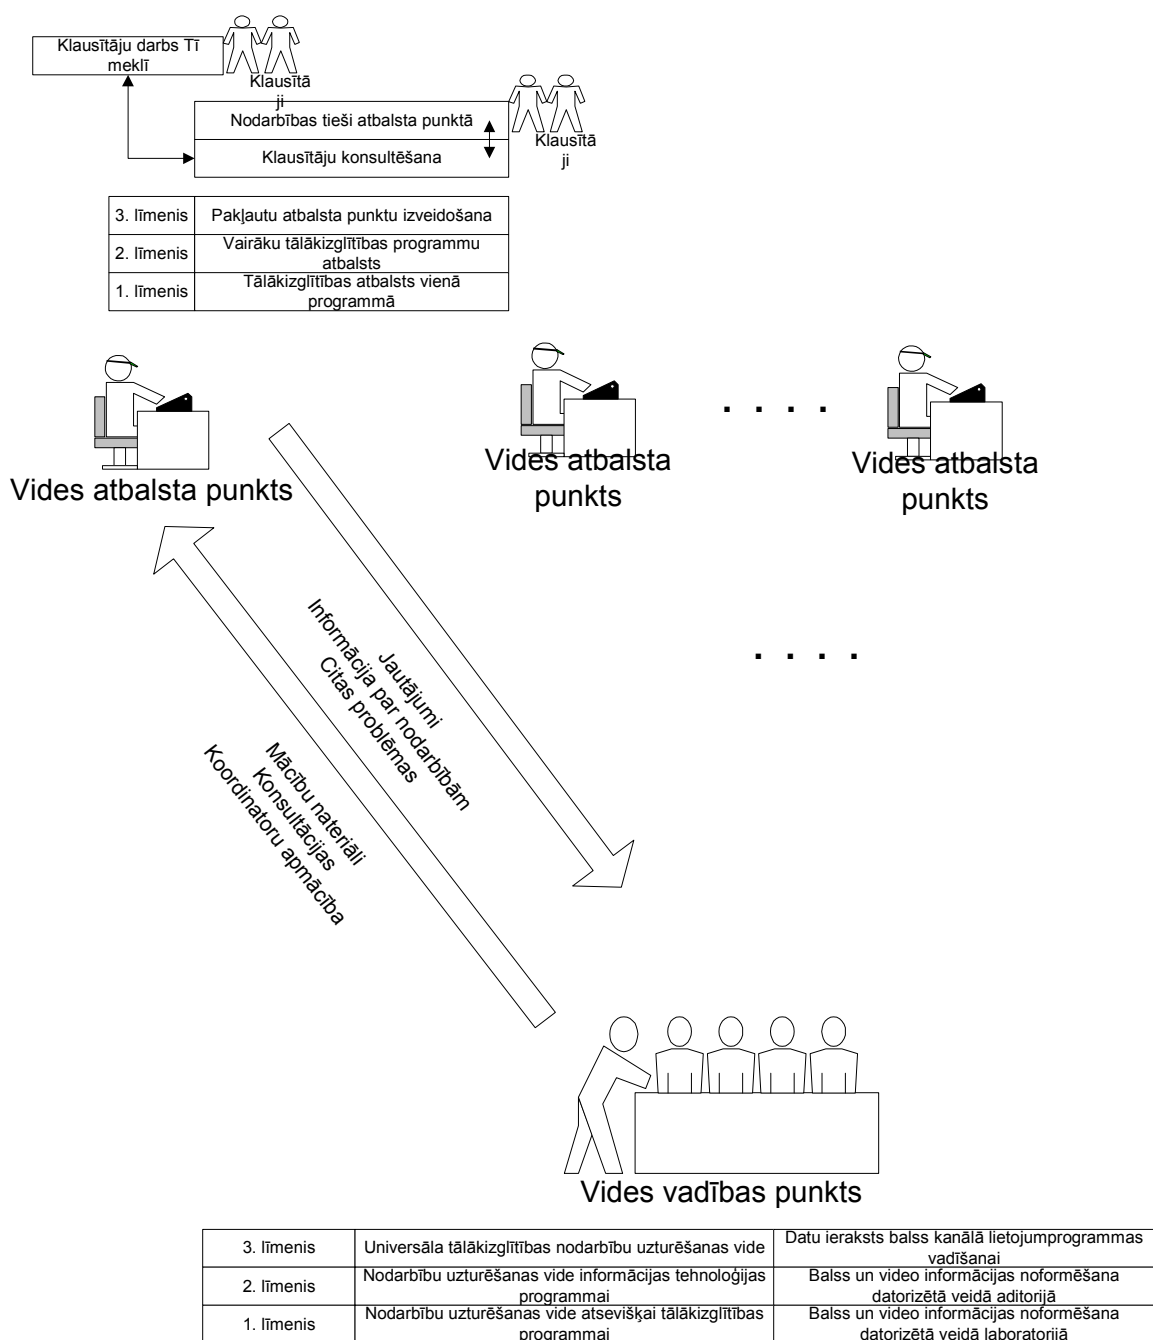 Klausītāju darbs Tī
meklī
Klausītā
ji
Nodarbības tieši atbalsta punktā
Klausītāju konsultēšana
Klausītā
ji
3. līmenis Pakļautu atbalsta punktu izveidošana
2. līmenis Vairāku tālākizglītības programmu
atbalsts
1. līmenis Tālākizglītības atbalsts vienā
programmā
Vides atbalsta punkts
Vides atbalsta
punkts
. . . .
Vides atbalsta
punkts
. . . .
Jautājumi
Informācija par nodarbībām
Citas problēmas
Mācību nateriāli
Konsultācijas
Koordinatoru apmācība
Vides vadības punkts
3. līmenis Universāla tālākizglītības nodarbību uzturēšanas vide Datu ieraksts balss kanālā lietojumprogrammas
vadīšanai
2. līmenis Nodarbību uzturēšanas vide informācijas tehnoloģijas Balss un video informācijas noformēšana
programmai datorizētā veidā aditorijā
1. līmenis Nodarbību uzturēšanas vide atsevišķai tālākizglītības Balss un video informācijas noformēšana
programmai datorizētā veidā laboratorijā